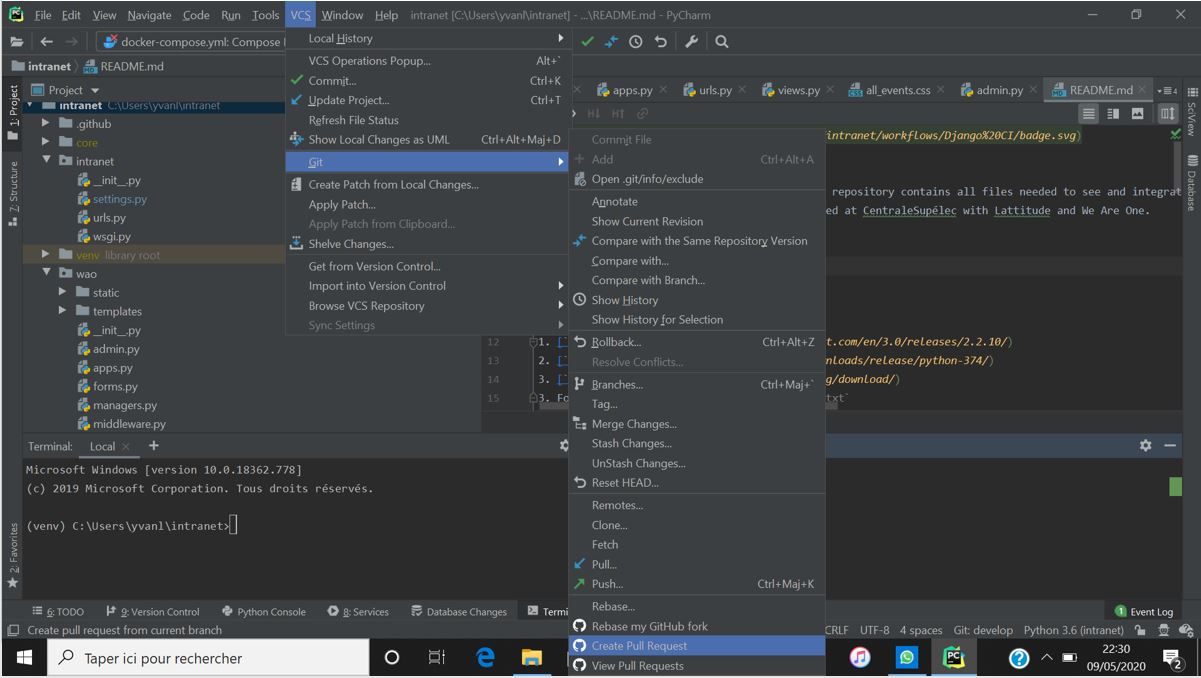 File Edit View Navigate Code Run Tools VCS Window Help intranet [C:\Users\yvanl\intranet] - ...\README.md - PyCharm
docker-compose.yml: Compose
intranet README.md
Project
apps.py urls.py views.py all_events.css admin.py README.md
intranet C:\Users\yvanl\intranet
.github
core
intranet
__init__.py
settings.py
urls.py
wsgi.py
venv library root
wao
static
templates
__init__.py
admin.py
apps.py
forms.py
managers.py
middleware.py
1: Project
7: Structure
2: Favorites
SciView
Database
Local History
VCS Operations Popup... Alt+`
Commit... Ctrl+K
Update Project... Ctrl+T
Refresh File Status
Show Local Changes as UML Ctrl+Alt+Maj+D
Git
Create Patch from Local Changes...
Apply Patch...
Apply Patch from Clipboard...
Shelve Changes...
Get from Version Control...
Import into Version Control
Browse VCS Repository
Sync Settings
Commit File
Add Ctrl+Alt+A
Open .git/info/exclude
Annotate
Show Current Revision
Compare with the Same Repository Version
Compare with...
Compare with Branch...
Show History
Show History for Selection
Rollback... Ctrl+Alt+Z
Resolve Conflicts...
Branches... Ctrl+Maj+`
Tag...
Merge Changes...
Stash Changes...
UnStash Changes...
Reset HEAD...
Remotes...
Clone...
Fetch
Pull...
Push... Ctrl+Maj+K
Rebase...
Rebase my GitHub fork
Create Pull Request
View Pull Requests
H↓ H↑
/intranet/workflows/Django%20CI/badge.svg)
repository contains all files needed to see and integrat
ed at CentraleSupélec with Lattitude and We Are One.
12 1. [` t.com/en/3.0/releases/2.2.10/)
13 2. [` nloads/release/python-374/)
14 3. [` g/download/)
15 3. Fo txt`
Terminal: Local +
Microsoft Windows [version 10.0.18362.778]
(c) 2019 Microsoft Corporation. Tous droits réservés.
(venv) C:\Users\yvanl\intranet>
6: TODO 9: Version Control Python Console 8: Services Database Changes Termi 1 Event Log
Create pull request from current branch CRLF UTF-8 4 spaces Git: develop Python 3.6 (intranet)
Taper ici pour rechercher
PC
22:30
09/05/2020
2